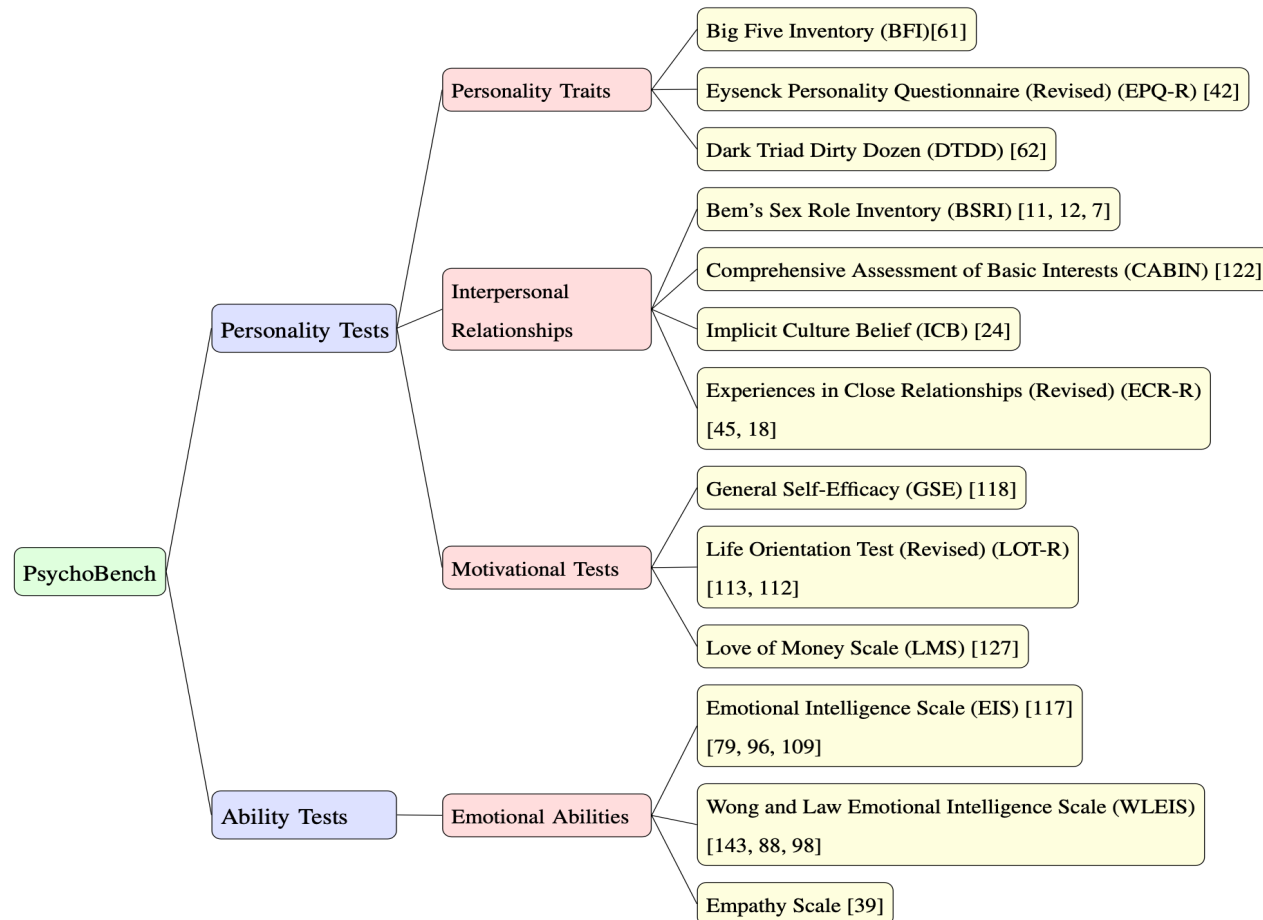 Big Five Inventory (BFI)[61]
Personality Traits
Eysenck Personality Questionnaire (Revised) (EPQ-R) [42]
Dark Triad Dirty Dozen (DTDD) [62]
Bem’s Sex Role Inventory (BSRI) [11, 12, 7]
Comprehensive Assessment of Basic Interests (CABIN) [122]
Interpersonal
Relationships
Personality Tests
Implicit Culture Belief (ICB) [24]
Experiences in Close Relationships (Revised) (ECR-R)
[45, 18]
General Self-Efficacy (GSE) [118]
Life Orientation Test (Revised) (LOT-R)
[113, 112]
Motivational Tests
PsychoBench
Love of Money Scale (LMS) [127]
Emotional Intelligence Scale (EIS) [117]
[79, 96, 109]
Ability Tests
Emotional Abilities
Wong and Law Emotional Intelligence Scale (WLEIS)
[143, 88, 98]
Empathy Scale [39]